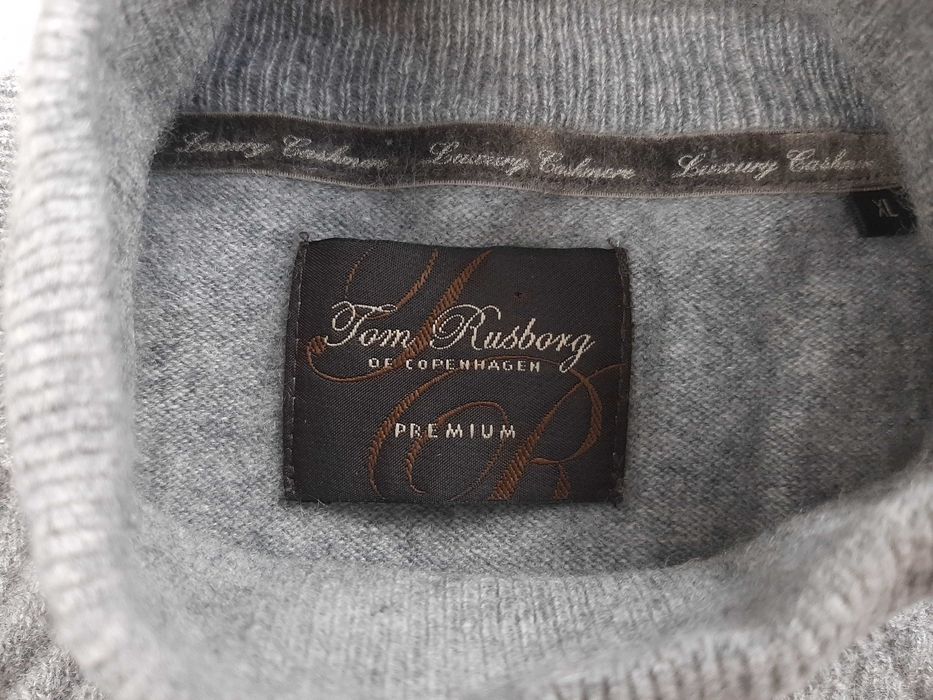 Luxury Cashmere Luxury Cashmere Luxury Cashmere
XL
Tom Rusborg
OF COPENHAGEN
PREMIUM